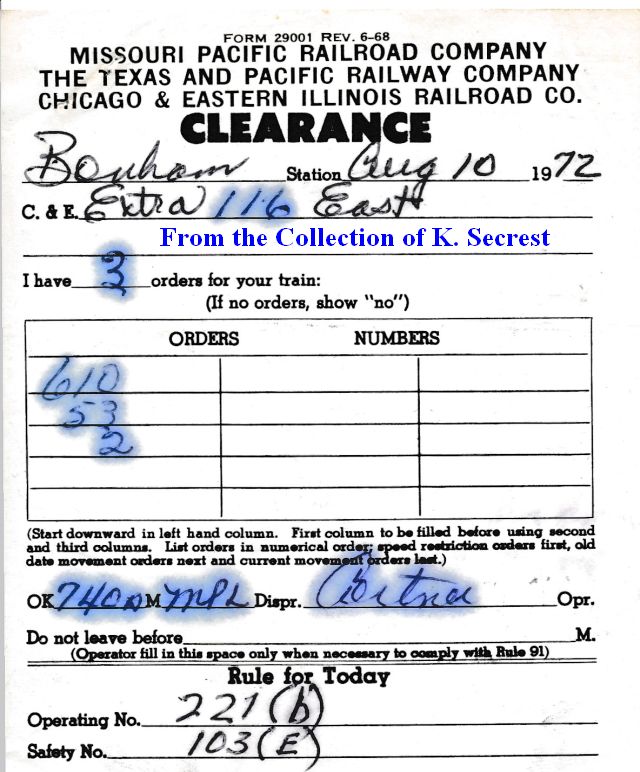 FORM 29001 REV. 6-68
MISSOURI PACIFIC RAILROAD COMPANY
THE TEXAS AND PACIFIC RAILWAY COMPANY
CHICAGO & EASTERN ILLINOIS RAILROAD CO.
CLEARANCE
Bonham Station Aug 10 1972
C. & E. Extra 116 East
From the Collection of K. Secrest
I have 3 orders for your train:
(If no orders, show "no")
ORDERS NUMBERS
610
53
2
(Start downward in left hand column. First column to be filled before using second
and third columns. List orders in numerical order; speed restriction orders first, old
date movement orders next and current movement orders last.)
OK 740a M MPL Dispr. Opr.
Do not leave before M.
(Operator fill in this space only when necessary to comply with Rule 91)
Rule for Today
Operating No. 221 (b)
Safety No. 103 (E)